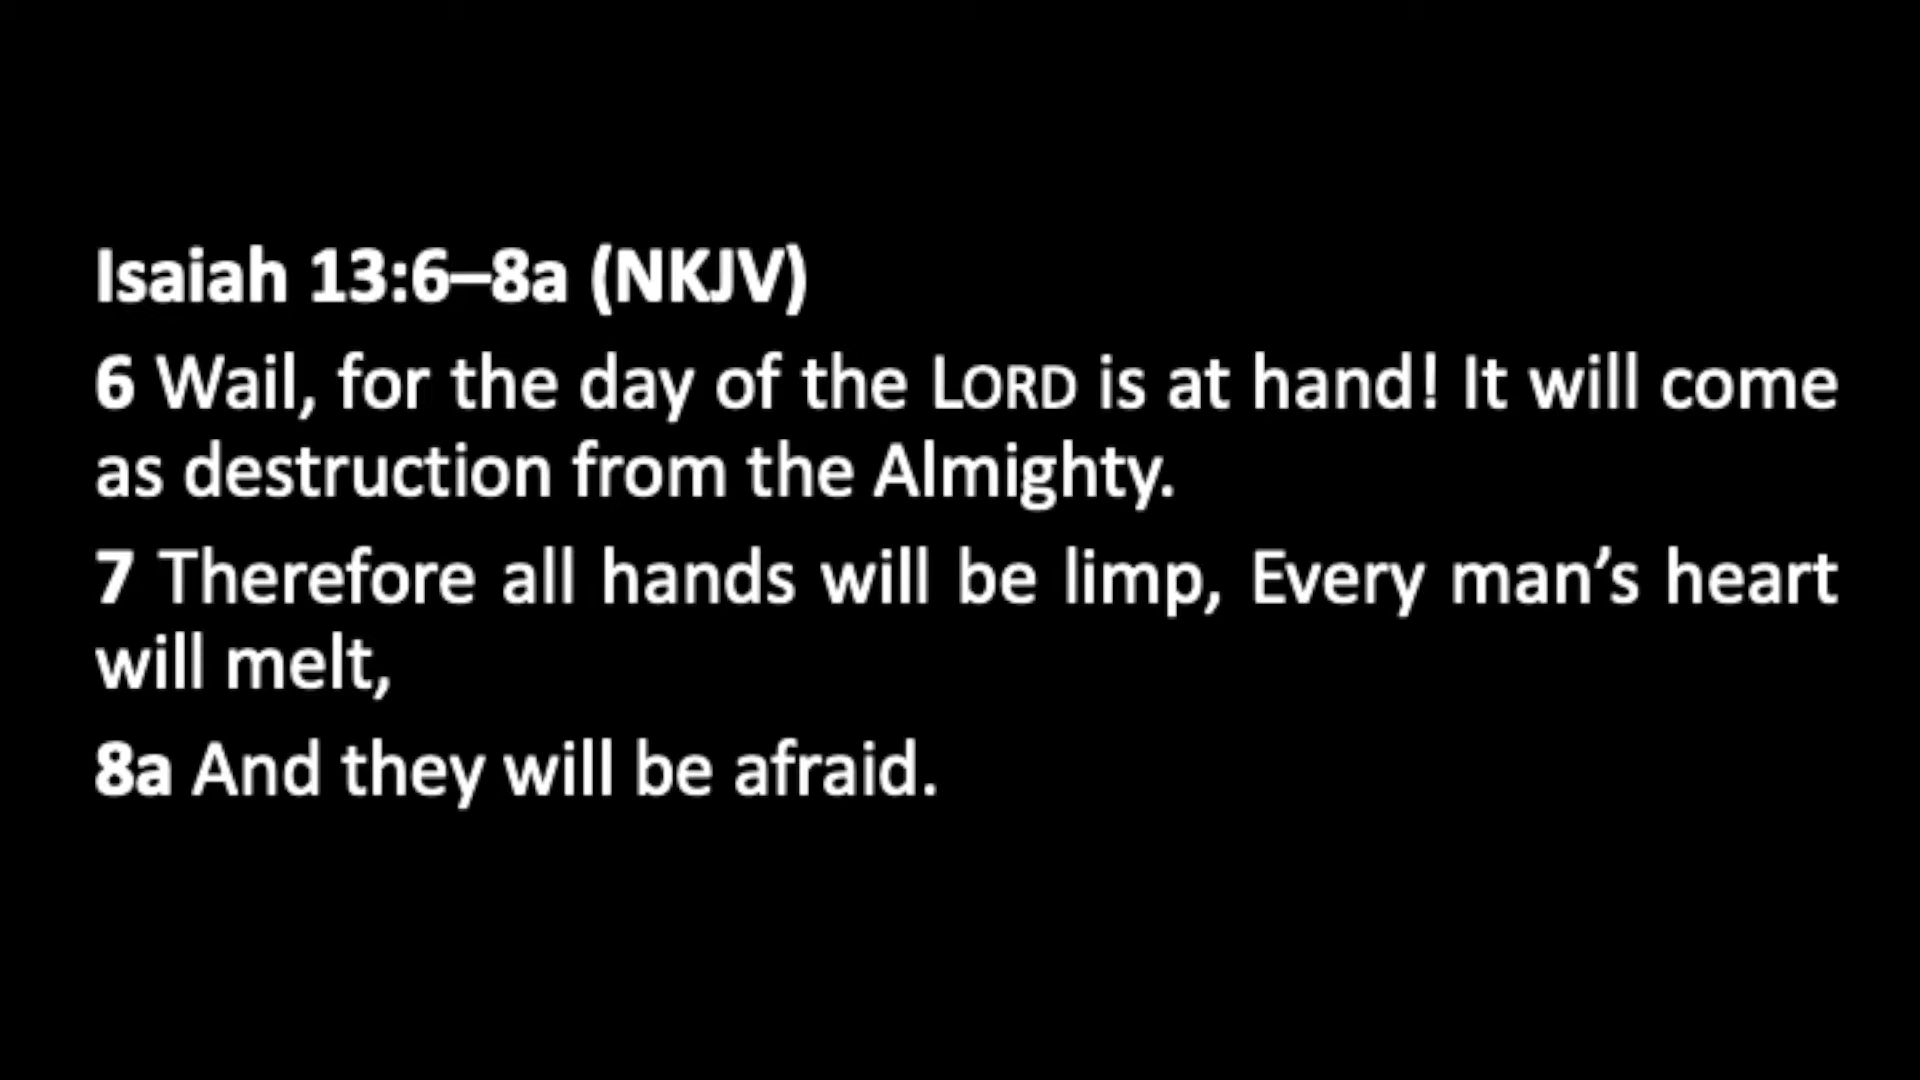 Isaiah 13:6–8a (NKJV)
6 Wail, for the day of the LORD is at hand! It will come
as destruction from the Almighty.
7 Therefore all hands will be limp, Every man’s heart
will melt,
8a And they will be afraid.